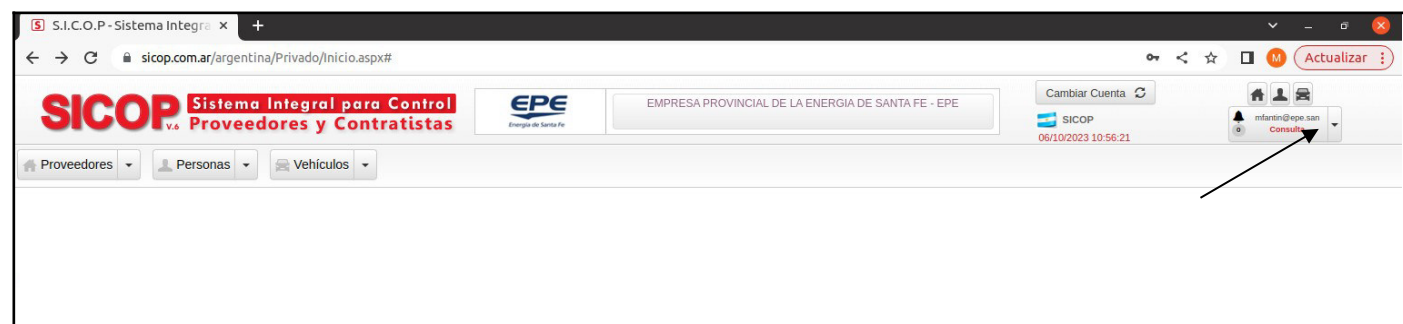 S.I.C.O.P - Sistema Integra
sicop.com.ar/argentina/Privado/Inicio.aspx#
M
Actualizar
SICOP V.6 Sistema Integral para Control
Proveedores y Contratistas
EPE
Energía de Santa Fe
EMPRESA PROVINCIAL DE LA ENERGIA DE SANTA FE - EPE
Cambiar Cuenta
SICOP
06/10/2023 10:56:21
0
mfantin@epe.san
Consulta
Proveedores
Personas
Vehículos